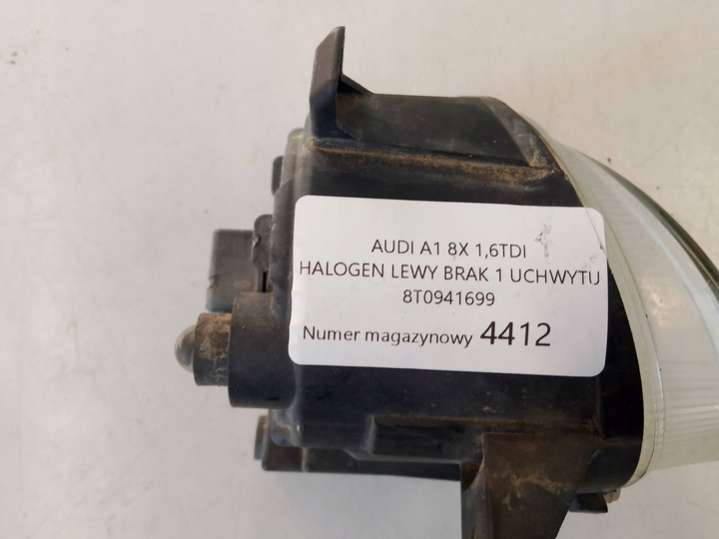 AUDI A1 8X 1,6TDI
HALOGEN LEWY BRAK 1 UCHWYTU
8T0941699
Numer magazynowy 4412